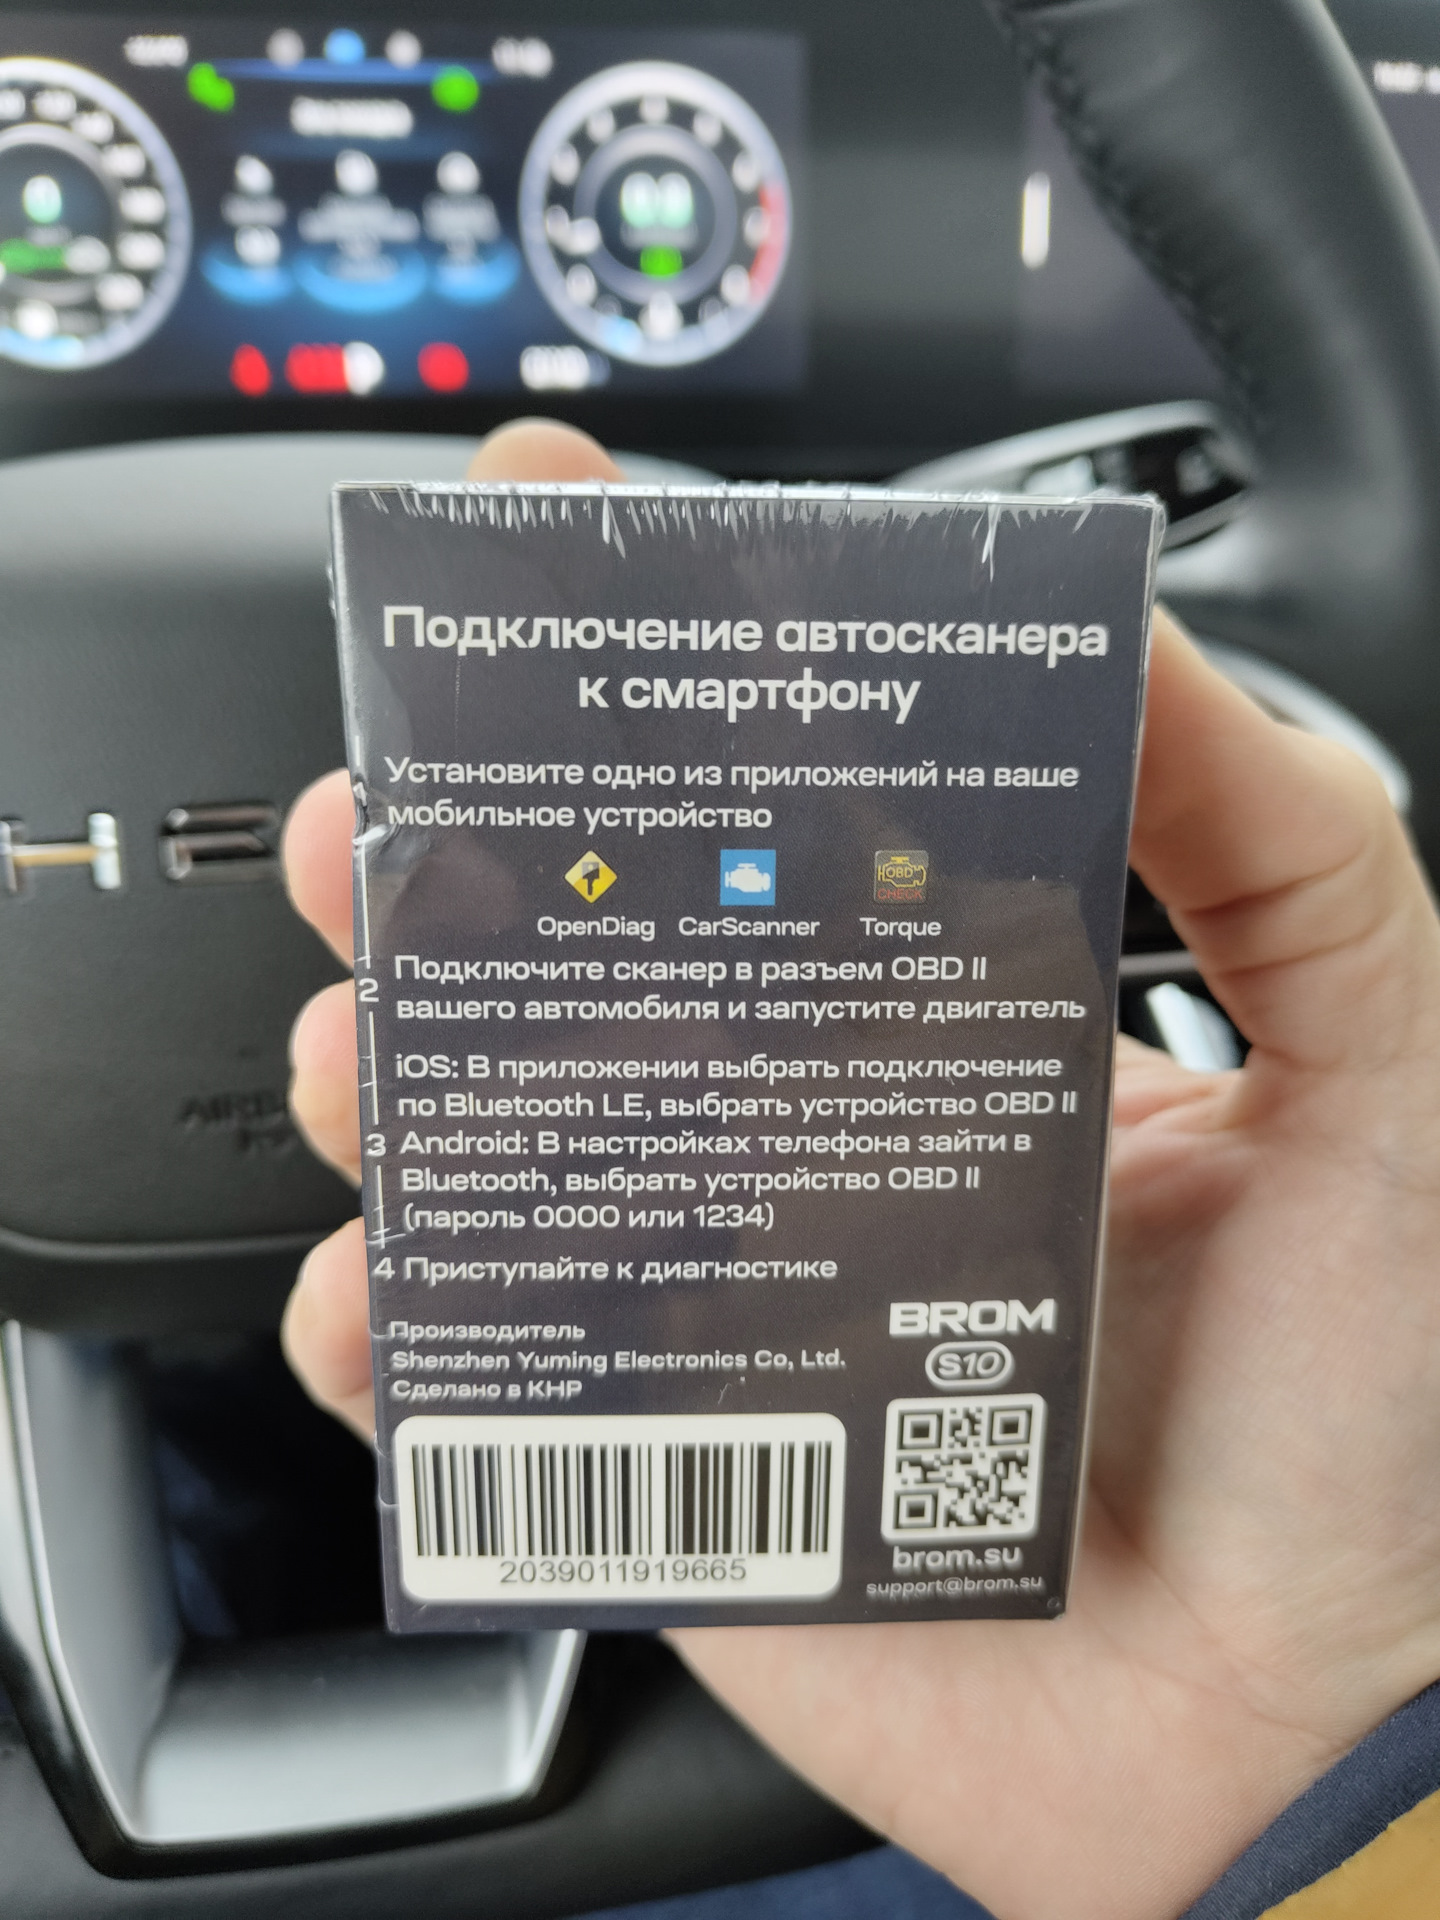 Подключение автосканера
к смартфону
1
Установите одно из приложений на ваше
мобильное устройство
OBD
CHECK
OpenDiag CarScanner Torque
2 Подключите сканер в разъем OBD II
вашего автомобиля и запустите двигатель
iOS: В приложении выбрать подключение
по Bluetooth LE, выбрать устройство OBD II
3 Android: В настройках телефона зайти в
Bluetooth, выбрать устройство OBD II
(пароль 0000 или 1234)
4 Приступайте к диагностике
Производитель
Shenzhen Yuming Electronics Co, Ltd.
Сделано в КНР
BROM
S10
2039011919665
brom.su
support@brom.su